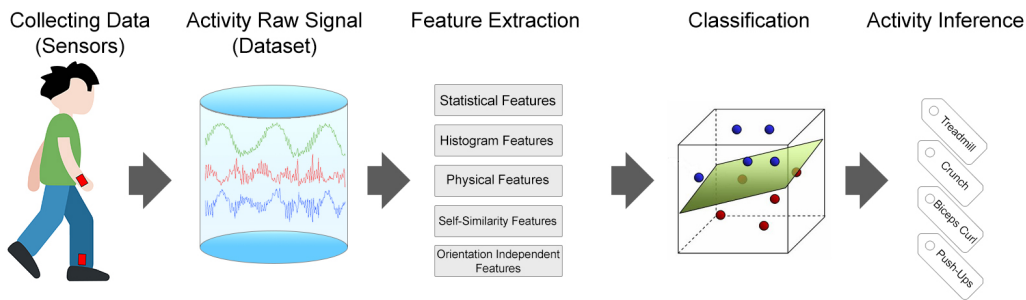 Collecting Data
(Sensors)
Activity Raw Signal
(Dataset)
Feature Extraction
Statistical Features
Histogram Features
Physical Features
Self-Similarity Features
Orientation Independent
Features
Classification
Activity Inference
Treadmill
Crunch
Biceps Curl
Push-Ups